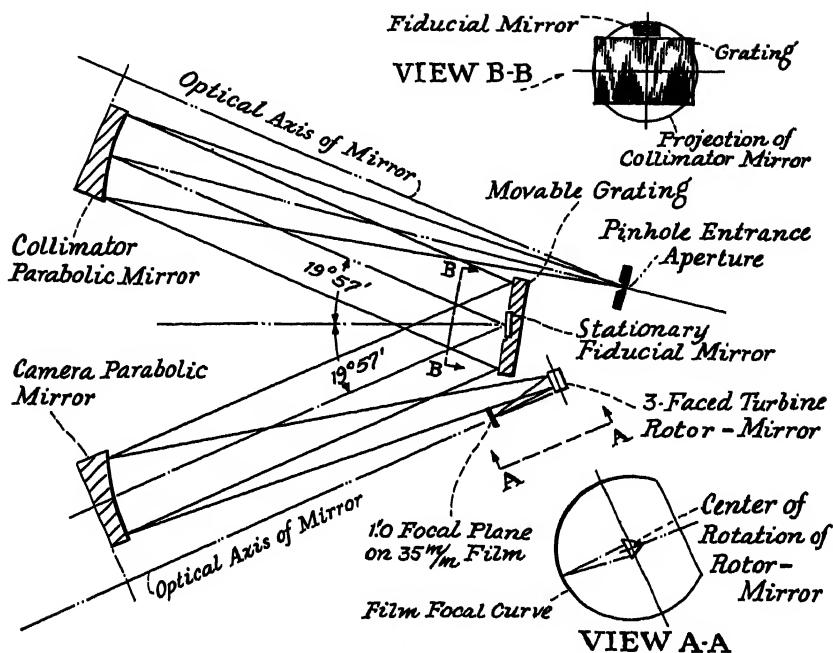 Fiducial Mirror
Grating
VIEW B-B
Projection of
Collimator Mirror
Optical Axis of Mirror
Movable Grating
Pinhole Entrance
Aperture
Collimator
Parabolic Mirror
19°57'
B
Stationary
Fiducial Mirror
19°57'
B
Camera Parabolic
Mirror
3-Faced Turbine
Rotor-Mirror
A
A
Optical Axis of Mirror
1:0 Focal Plane
on 35 m/m Film
Center of
Rotation of
Rotor-
Mirror
Film Focal Curve
VIEW A-A